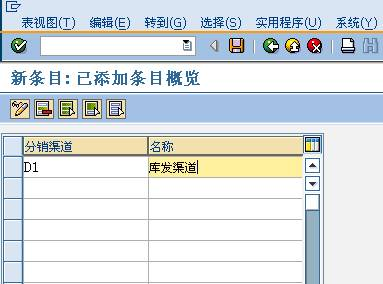 表视图(T) 编辑(E) 转到(G) 选择(S) 实用程序(U) 系统(Y)
新条目: 已添加条目概览
分销渠道 名称
D1 库发渠道